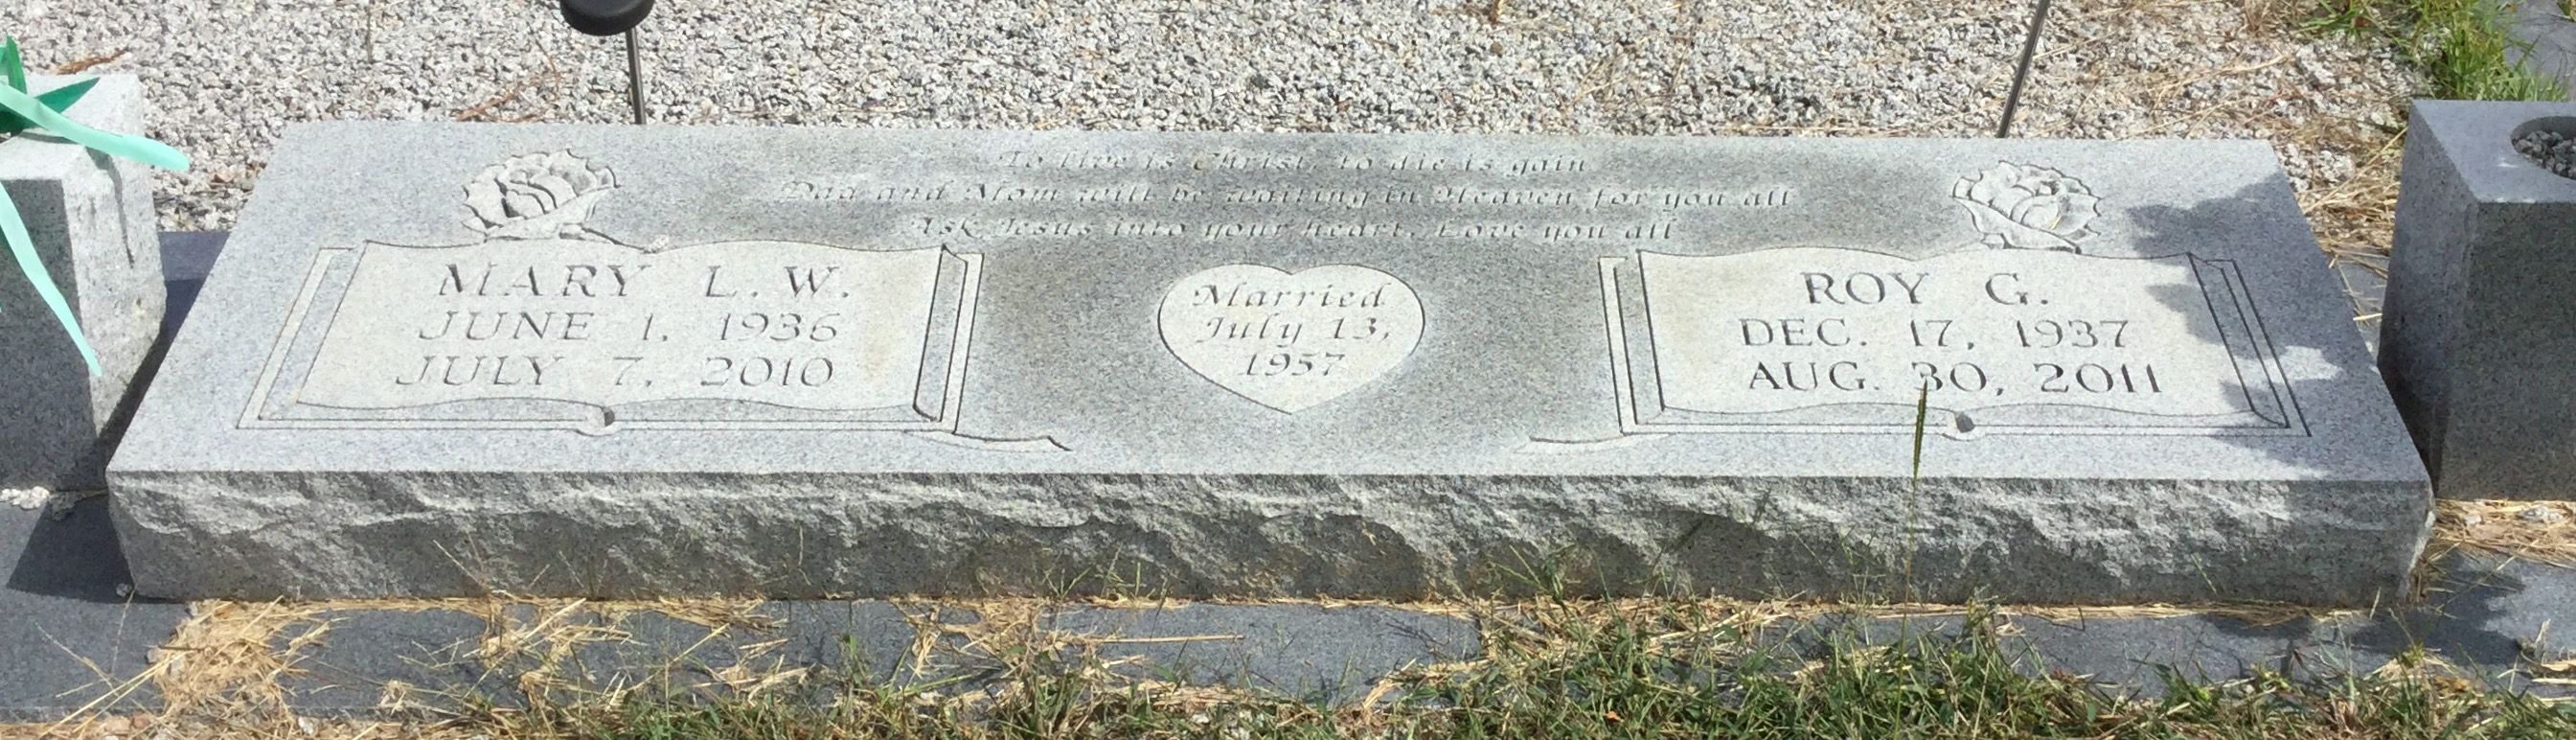 To live is Christ, to die is gain
Dad and Mom will be waiting in Heaven for you all
Ask Jesus into your heart. Love you all
MARY L. W.
JUNE 1, 1936
JULY 7, 2010
Married
July 13,
1957
ROY G.
DEC. 17, 1937
AUG. 30, 2011